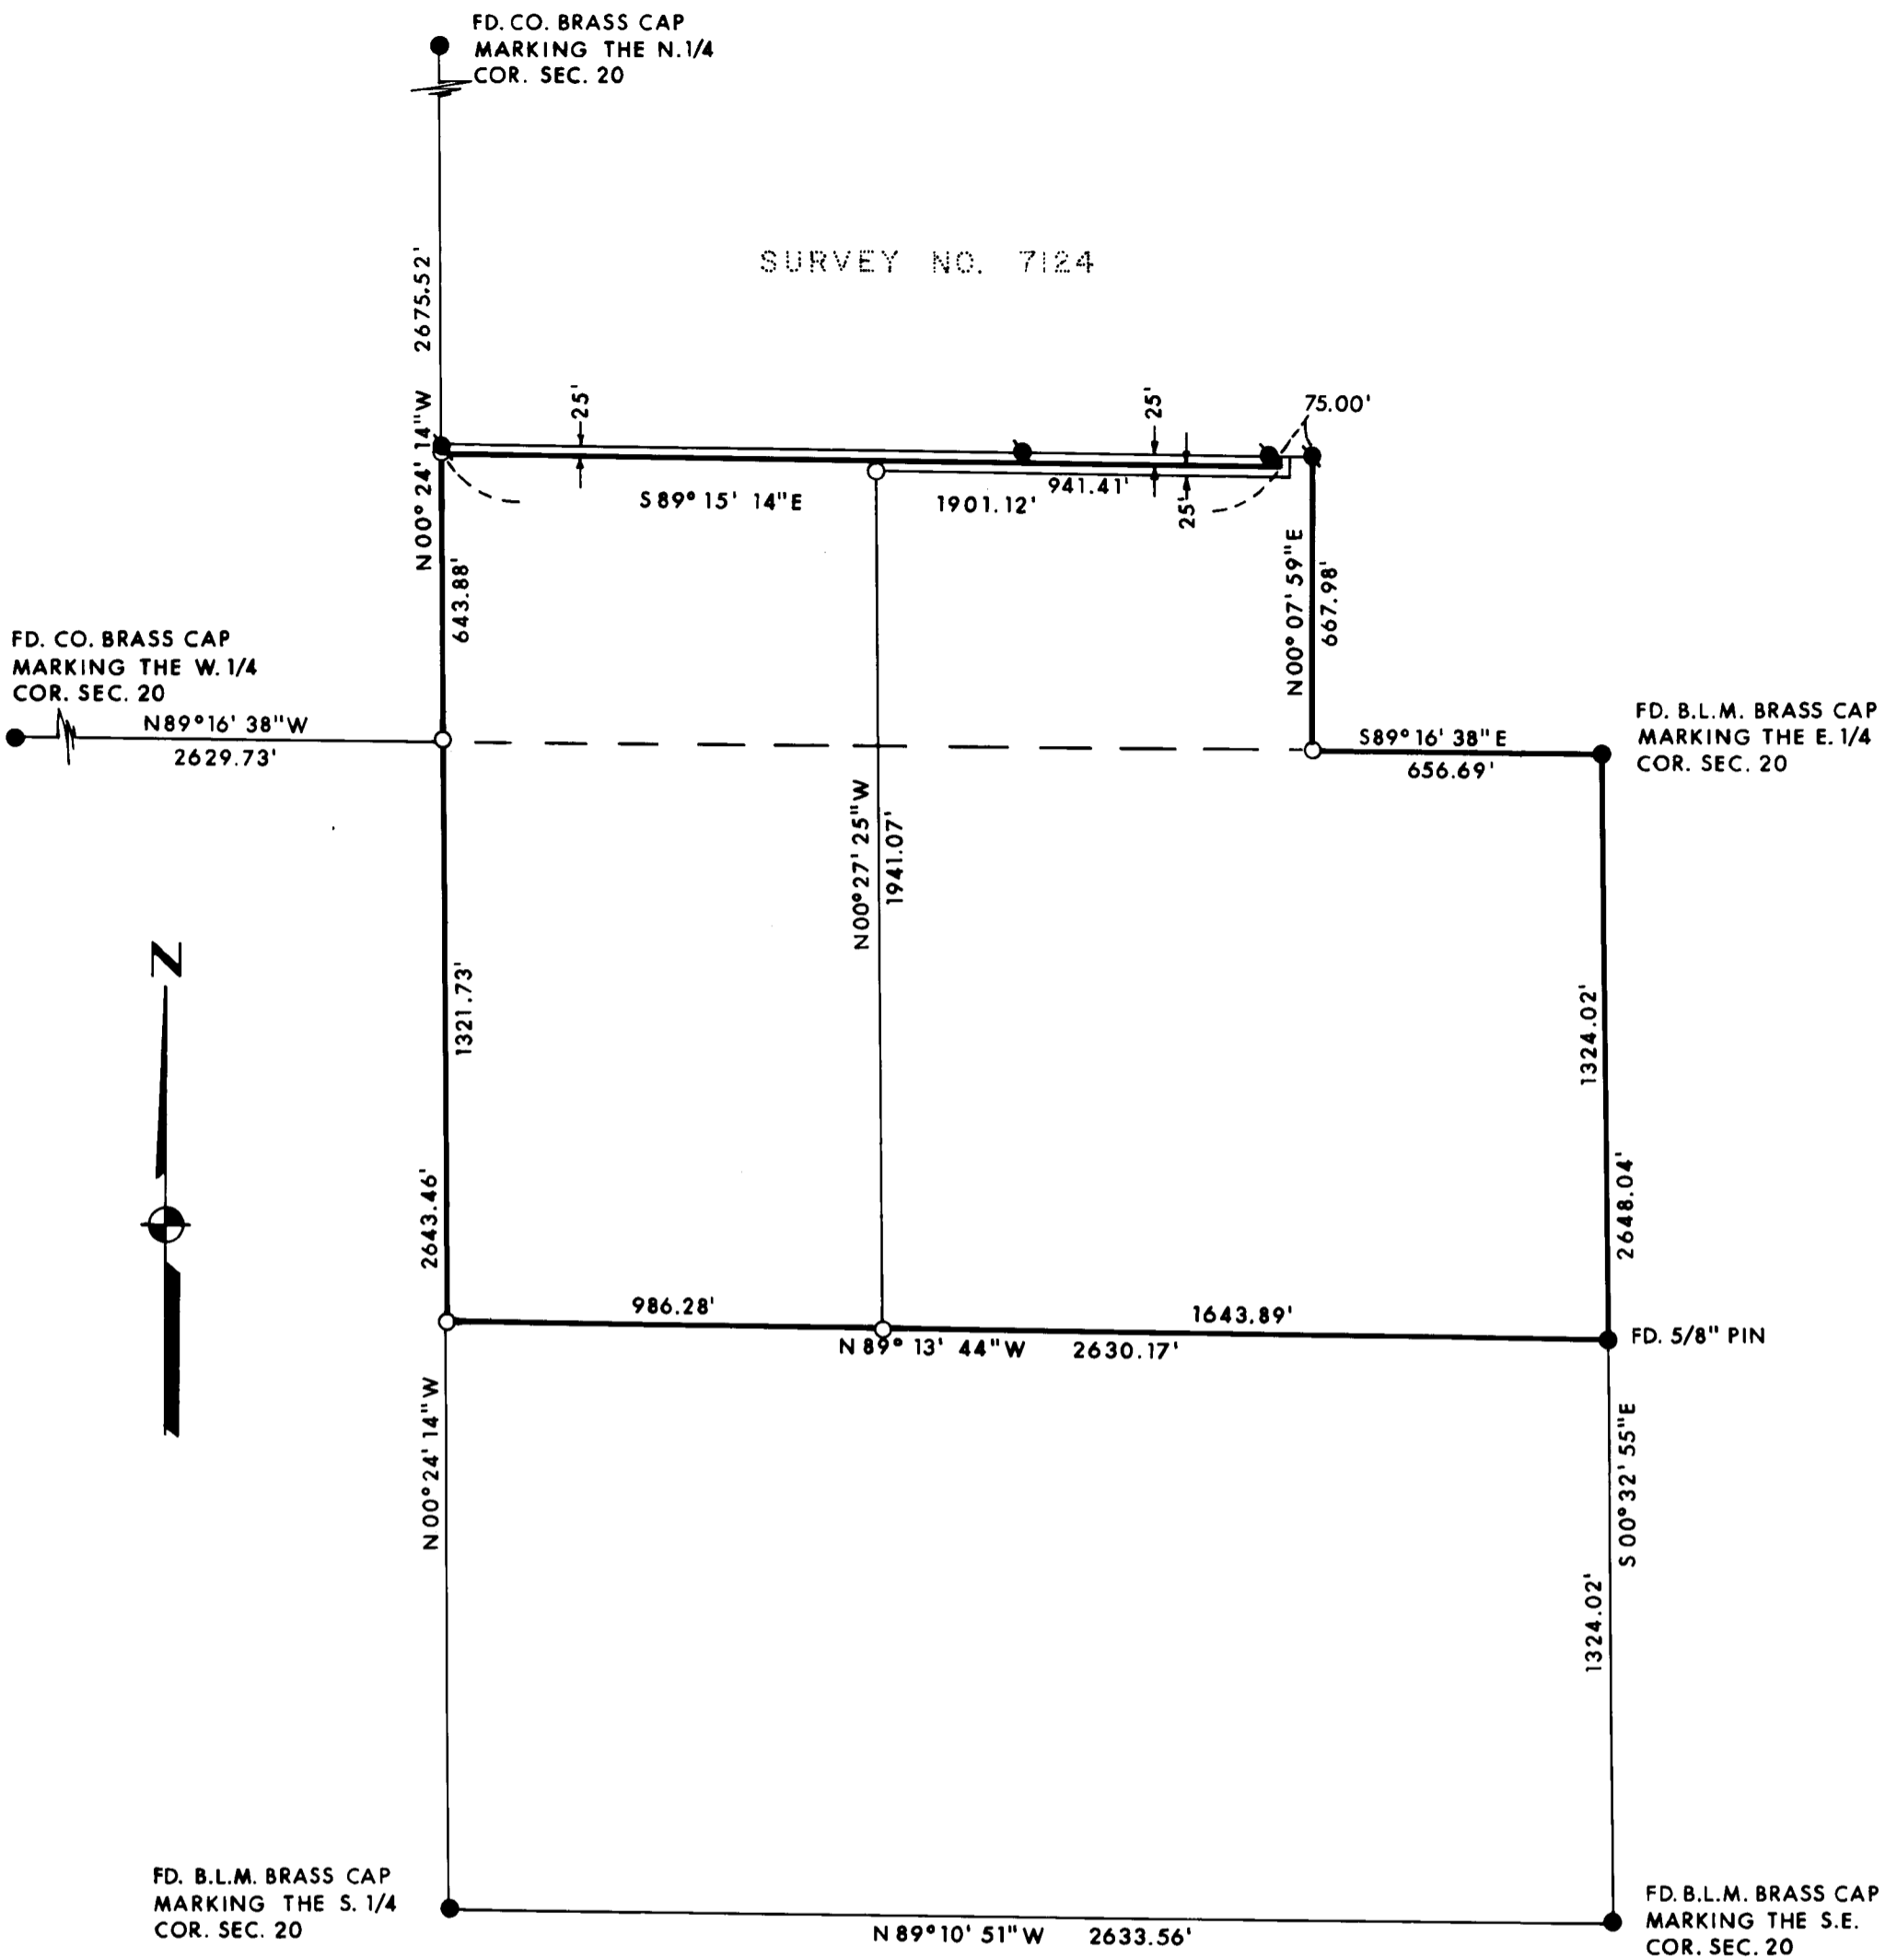 FD. CO. BRASS CAP
MARKING THE N. 1/4
COR. SEC. 20
SURVEY NO. 7124
2675.52'
N00° 24' 14"W
25'
25'
75.00'
S89° 15' 14"E
1901.12'
941.41'
25'
643.88'
N00° 07' 59"E
667.98'
FD. CO. BRASS CAP
MARKING THE W. 1/4
COR. SEC. 20
N89° 16' 38"W
2629.73'
S89° 16' 38"E
656.69'
FD. B.L.M. BRASS CAP
MARKING THE E. 1/4
COR. SEC. 20
N00° 27' 25"W
1941.07'
N
1321.73'
1324.02'
2643.46'
2648.04'
986.28'
1643.89'
N 89° 13' 44"W 2630.17'
FD. 5/8" PIN
N00° 24' 14"W
S 00° 32' 55"E
1324.02'
FD. B.L.M. BRASS CAP
MARKING THE S. 1/4
COR. SEC. 20
N 89° 10' 51"W 2633.56'
FD. B.L.M. BRASS CAP
MARKING THE S.E.
COR. SEC. 20